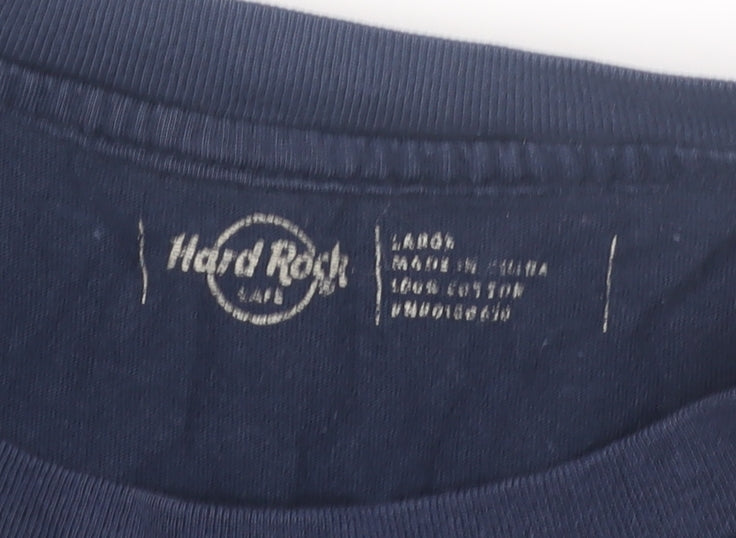 Hard Rock
CAFE
LARGE
MADE IN CHINA
100% COTTON